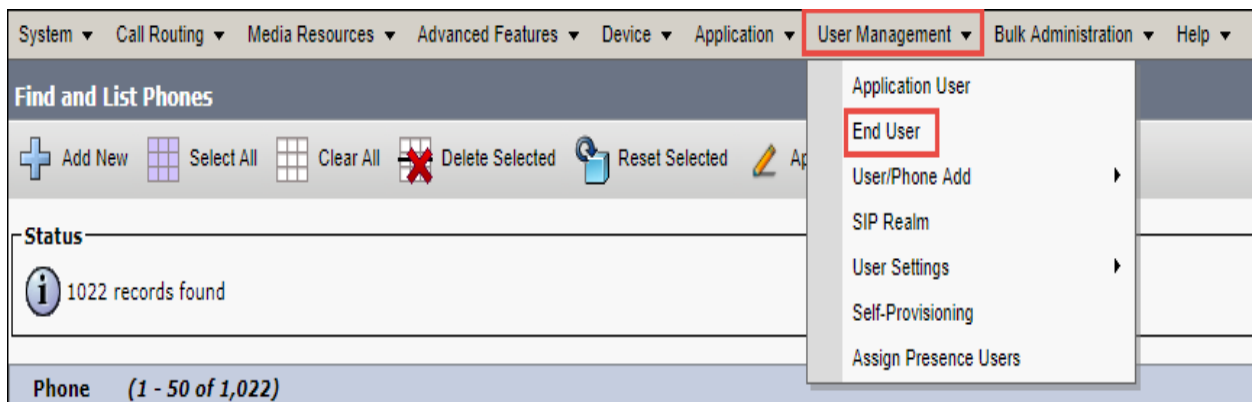 System Call Routing Media Resources Advanced Features Device Application User Management Bulk Administration Help
Find and List Phones
Add New Select All Clear All Delete Selected Reset Selected
Application User
End User
User/Phone Add
SIP Realm
User Settings
Self-Provisioning
Assign Presence Users
Status
1022 records found
Phone (1 - 50 of 1,022)